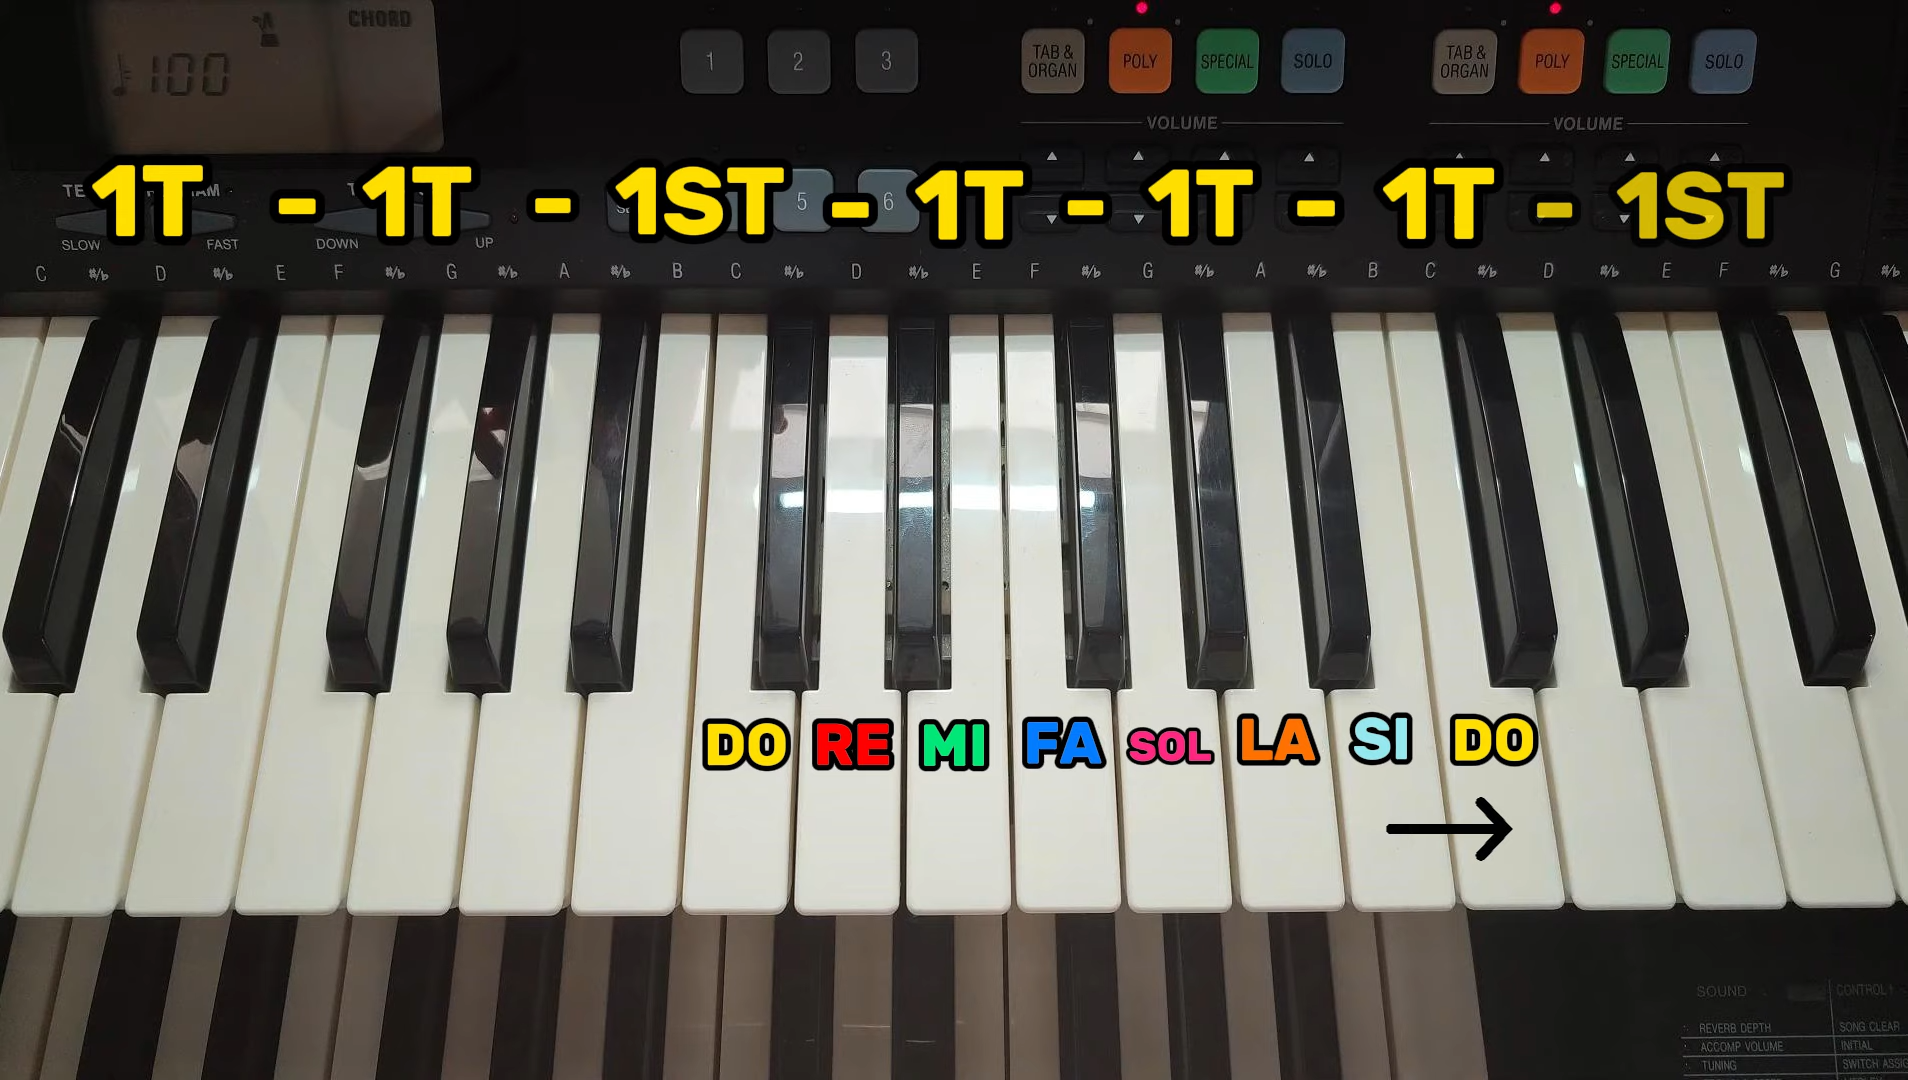 CHORD
100
1 2 3
TAB & ORGAN POLY SPECIAL SOLO
TAB & ORGAN POLY SPECIAL SOLO
VOLUME
VOLUME
1T - 1T - 1ST - 1T - 1T - 1T - 1ST
5 6
SLOW FAST DOWN UP
C #/b D #/b E F #/b G #/b A #/b B C #/b D #/b E F #/b G #/b A #/b B C #/b D #/b E F #/b G #/b
DO RE MI FA SOL LA SI DO
SOUND CONTROL
REVERB DEPTH SONG CLEAR
ACCOMP VOLUME INITIAL
TUNING